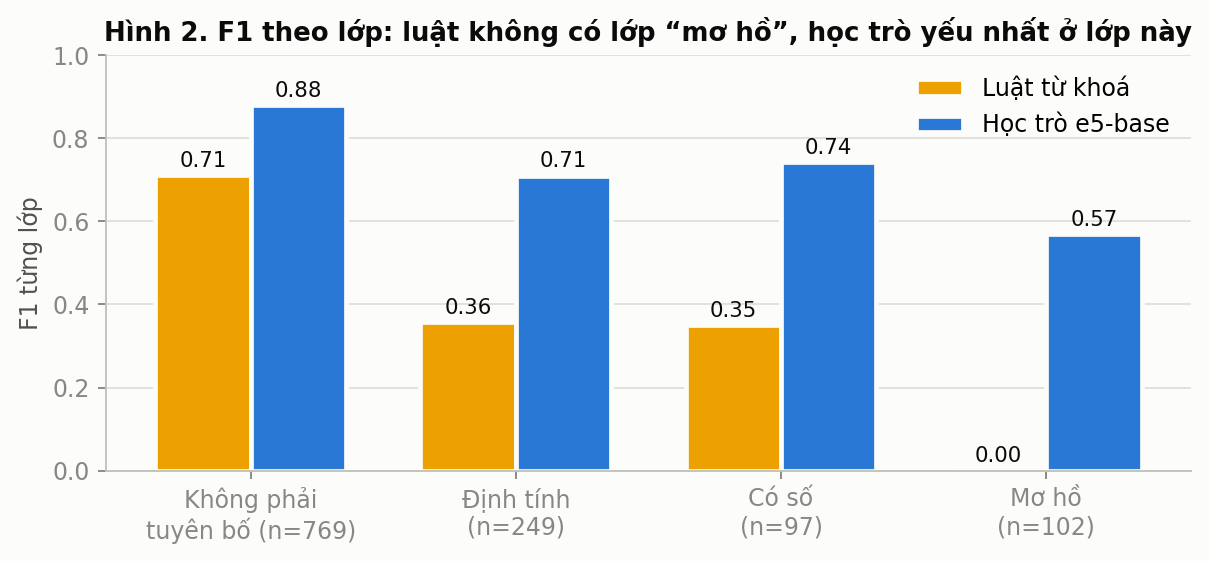 Hình 2. F1 theo lớp: luật không có lớp “mơ hồ”, học trò yếu nhất ở lớp này
Luật từ khoá
Học trò e5-base
F1 từng lớp
1.0
0.8
0.6
0.4
0.2
0.0
0.71
0.88
0.36
0.71
0.35
0.74
0.00
0.57
Không phải
tuyên bố (n=769)
Định tính
(n=249)
Có số
(n=97)
Mơ hồ
(n=102)